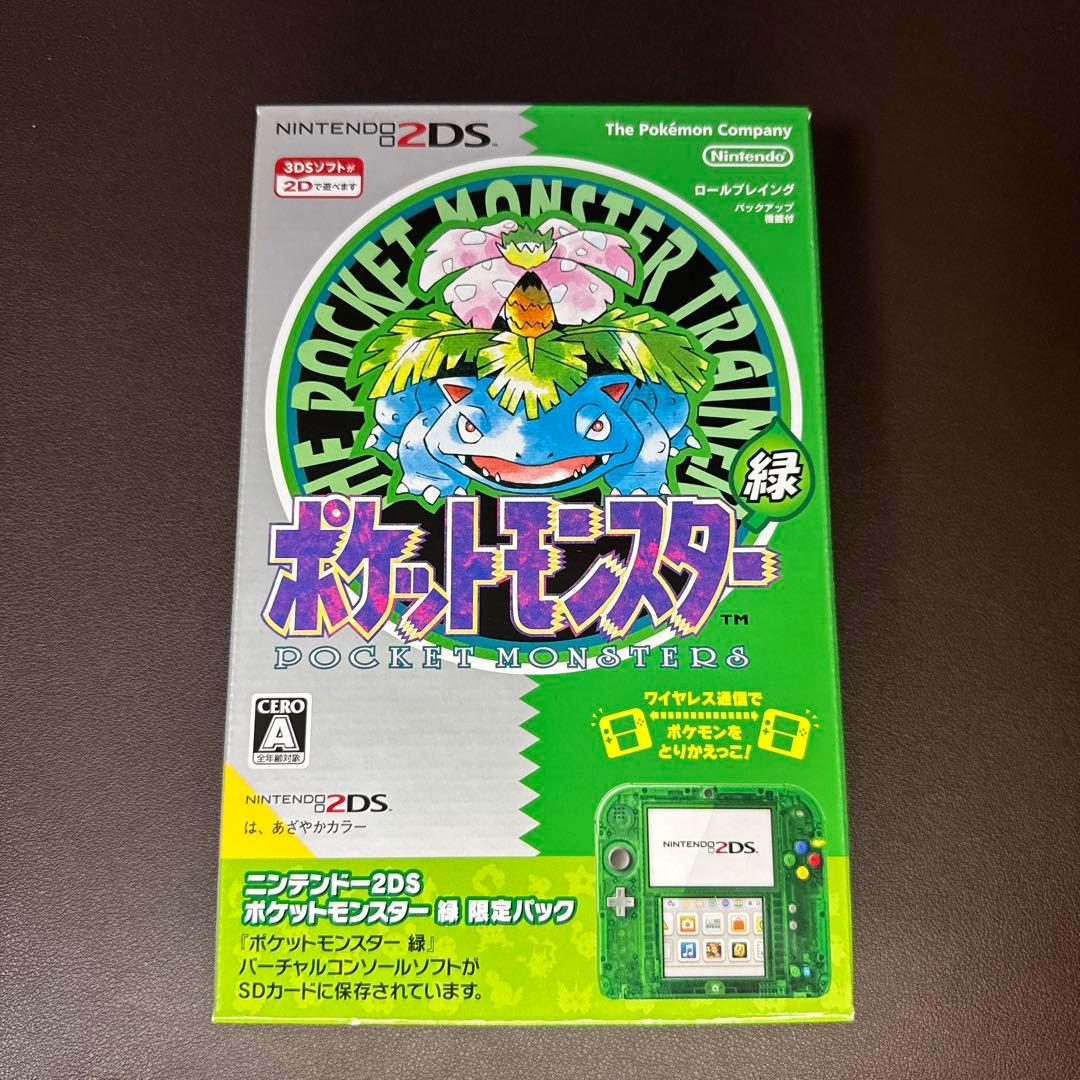 NINTENDO 2DS™
The Pokémon Company
Nintendo
3DSソフトが
2Dで遊べます
ロールプレイング
バックアップ
機能付
THE POCKET MONSTER TRAINER
緑
ポケットモンスター™
POCKET MONSTERS
CERO
A
全年齢対象
ワイヤレス通信で
ポケモンを
とりかえっこ!
NINTENDO 2DS™
は、あざやかカラー
NINTENDO 2DS™
ニンテンドー2DS
ポケットモンスター 緑 限定パック
『ポケットモンスター 緑』
バーチャルコンソールソフトが
SDカードに保存されています。